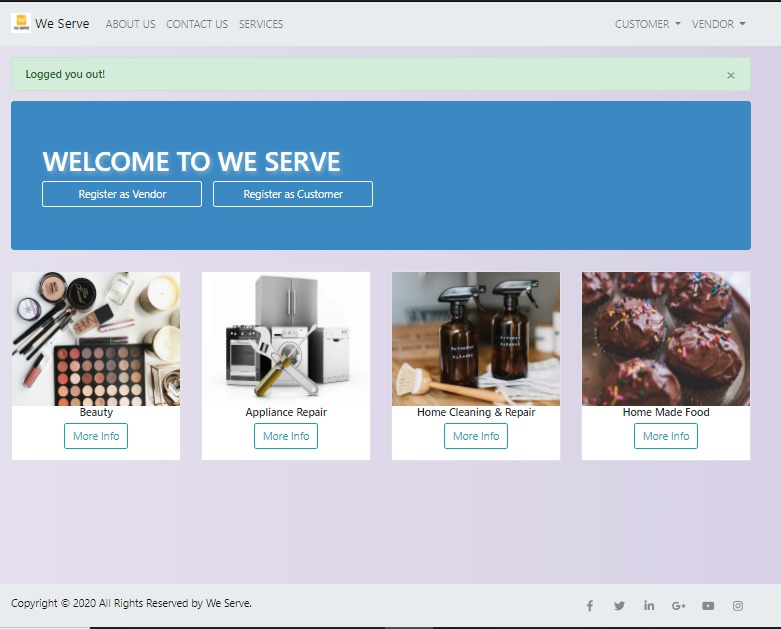 We Serve ABOUT US CONTACT US SERVICES CUSTOMER VENDOR
Logged you out! ×
WELCOME TO WE SERVE
Register as Vendor Register as Customer
Beauty Appliance Repair Home Cleaning & Repair Home Made Food
More Info More Info More Info More Info
Copyright © 2020 All Rights Reserved by We Serve.